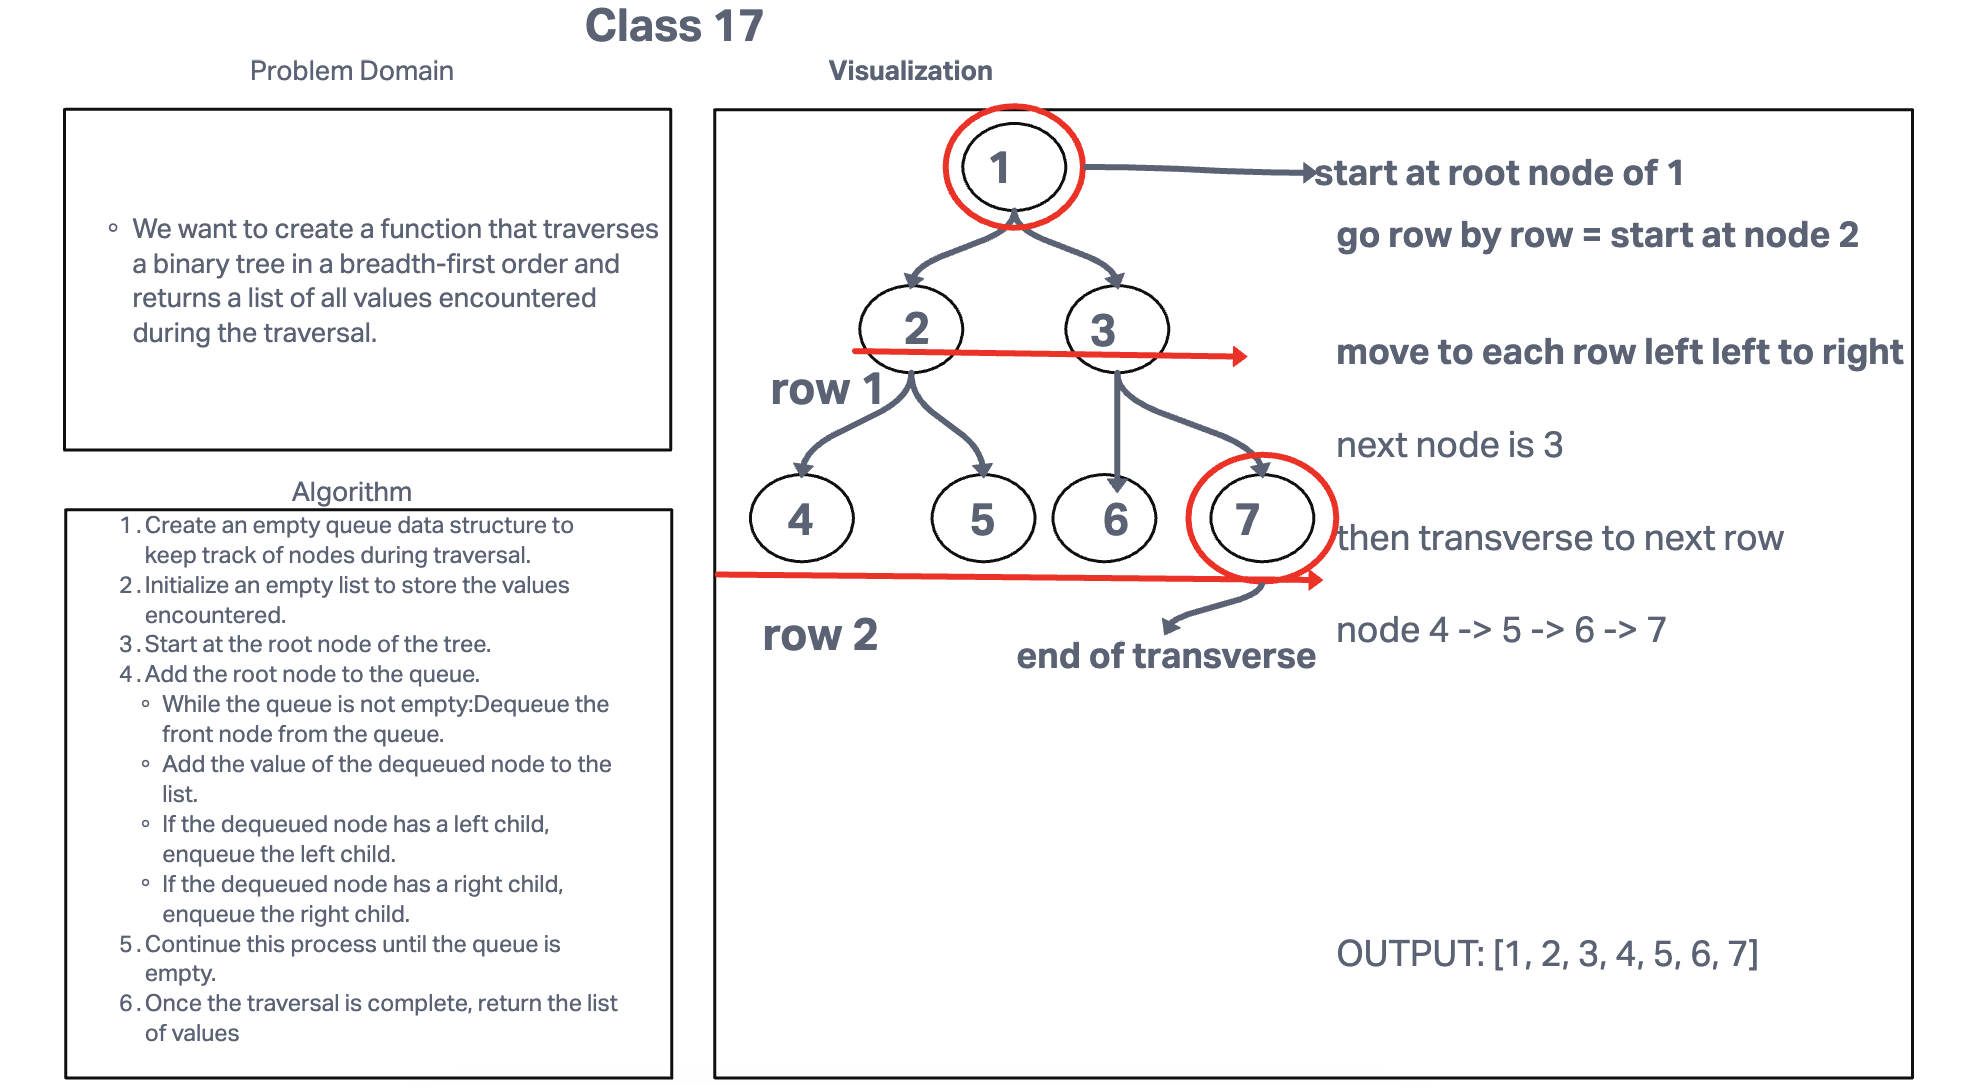 Class 17
Problem Domain
We want to create a function that traverses
a binary tree in a breadth-first order and
returns a list of all values encountered
during the traversal.
Algorithm
1. Create an empty queue data structure to
keep track of nodes during traversal.
2. Initialize an empty list to store the values
encountered.
3. Start at the root node of the tree.
4. Add the root node to the queue.
While the queue is not empty:Dequeue the
front node from the queue.
Add the value of the dequeued node to the
list.
If the dequeued node has a left child,
enqueue the left child.
If the dequeued node has a right child,
enqueue the right child.
5. Continue this process until the queue is
empty.
6. Once the traversal is complete, return the list
of values
Visualization
1
start at root node of 1
go row by row = start at node 2
2
3
move to each row left left to right
row 1
next node is 3
4
5
6
7
then transverse to next row
row 2
node 4 -> 5 -> 6 -> 7
end of transverse
OUTPUT: [1, 2, 3, 4, 5, 6, 7]